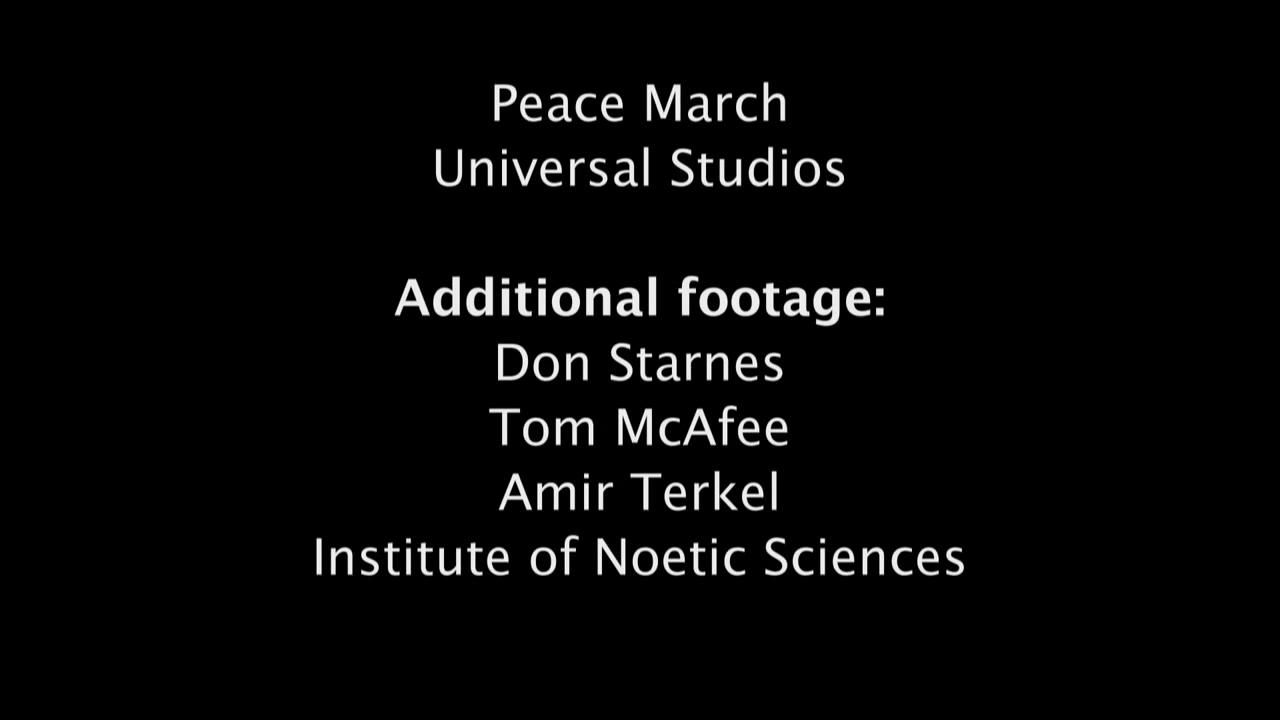 Peace March
Universal Studios
Additional footage:
Don Starnes
Tom McAfee
Amir Terkel
Institute of Noetic Sciences